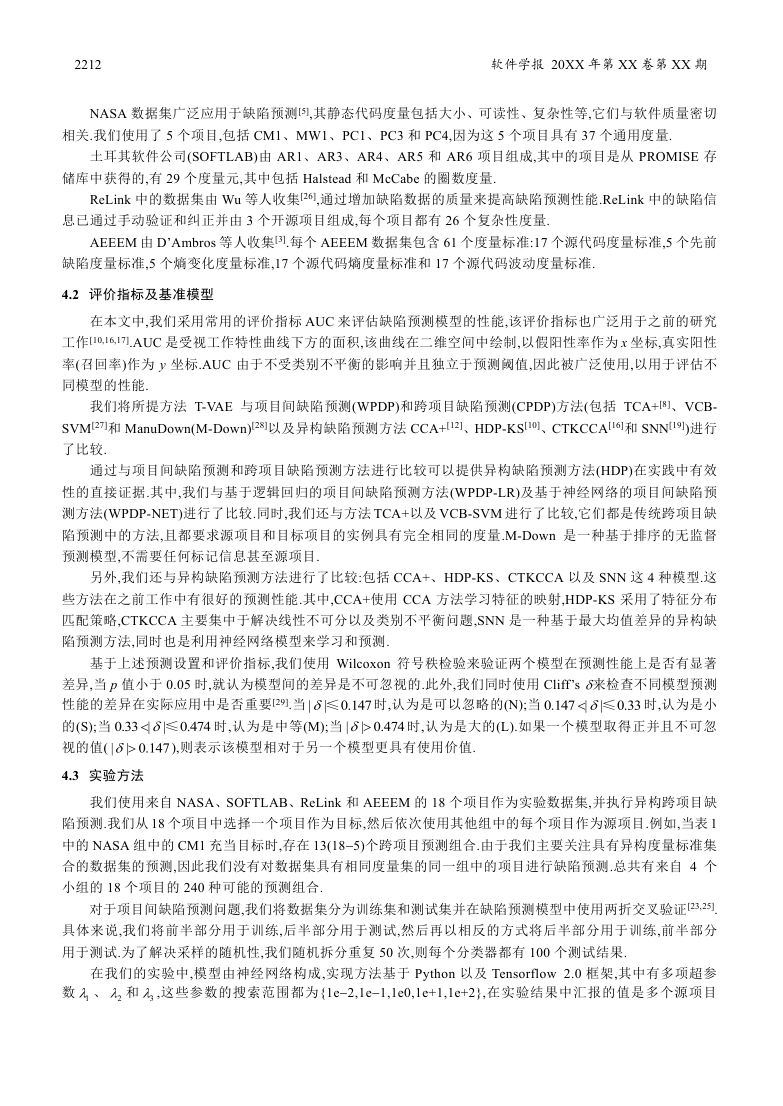 2212
软件学报 20XX 年第 XX 卷第 XX 期
NASA 数据集广泛应用于缺陷预测[5],其静态代码度量包括大小、可读性、复杂性等,它们与软件质量密切
相关.我们使用了 5 个项目,包括 CM1、MW1、PC1、PC3 和 PC4,因为这 5 个项目具有 37 个通用度量.
土耳其软件公司(SOFTLAB)由 AR1、AR3、AR4、AR5 和 AR6 项目组成,其中的项目是从 PROMISE 存
储库中获得的,有 29 个度量元,其中包括 Halstead 和 McCabe 的圈数度量.
ReLink 中的数据集由 Wu 等人收集[26],通过增加缺陷数据的质量来提高缺陷预测性能.ReLink 中的缺陷信
息已通过手动验证和纠正并由 3 个开源项目组成,每个项目都有 26 个复杂性度量.
AEEEM 由 D’Ambros 等人收集[3].每个 AEEEM 数据集包含 61 个度量标准:17 个源代码度量标准,5 个先前
缺陷度量标准,5 个熵变化度量标准,17 个源代码熵度量标准和 17 个源代码波动度量标准.
4.2 评价指标及基准模型
在本文中,我们采用常用的评价指标 AUC 来评估缺陷预测模型的性能,该评价指标也广泛用于之前的研究
工作[10,16,17].AUC 是受视工作特性曲线下方的面积,该曲线在二维空间中绘制,以假阳性率作为 x 坐标,真实阳性
率(召回率)作为 y 坐标.AUC 由于不受类别不平衡的影响并且独立于预测阈值,因此被广泛使用,以用于评估不
同模型的性能.
我们将所提方法 T-VAE 与项目间缺陷预测(WPDP)和跨项目缺陷预测(CPDP)方法(包括 TCA+[8]、VCB-
SVM[27]和 ManuDown(M-Down)[28]以及异构缺陷预测方法 CCA+[12]、HDP-KS[10]、CTKCCA[16]和 SNN[19])进行
了比较.
通过与项目间缺陷预测和跨项目缺陷预测方法进行比较可以提供异构缺陷预测方法(HDP)在实践中有效
性的直接证据.其中,我们与基于逻辑回归的项目间缺陷预测方法(WPDP-LR)及基于神经网络的项目间缺陷预
测方法(WPDP-NET)进行了比较.同时,我们还与方法 TCA+以及 VCB-SVM 进行了比较,它们都是传统跨项目缺
陷预测中的方法,且都要求源项目和目标项目的实例具有完全相同的度量.M-Down 是一种基于排序的无监督
预测模型,不需要任何标记信息甚至源项目.
另外,我们还与异构缺陷预测方法进行了比较:包括 CCA+、HDP-KS、CTKCCA 以及 SNN 这 4 种模型.这
些方法在之前工作中有很好的预测性能.其中,CCA+使用 CCA 方法学习特征的映射,HDP-KS 采用了特征分布
匹配策略,CTKCCA 主要集中于解决线性不可分以及类别不平衡问题,SNN 是一种基于最大均值差异的异构缺
陷预测方法,同时也是利用神经网络模型来学习和预测.
基于上述预测设置和评价指标,我们使用 Wilcoxon 符号秩检验来验证两个模型在预测性能上是否有显著
差异,当 p 值小于 0.05 时,就认为模型间的差异是不可忽视的.此外,我们同时使用 Cliff’s δ来检查不同模型预测
性能的差异在实际应用中是否重要[29].当|δ|≤0.147时,认为是可以忽略的(N);当 0.147<|δ|≤0.33 时,认为是小
的(S);当 0.33<|δ|≤0.474 时,认为是中等(M);当|δ|>0.474 时,认为是大的(L).如果一个模型取得正并且不可忽
视的值(|δ|>0.147),则表示该模型相对于另一个模型更具有使用价值.
4.3 实验方法
我们使用来自 NASA、SOFTLAB、ReLink 和 AEEEM 的 18 个项目作为实验数据集,并执行异构跨项目缺
陷预测.我们从 18 个项目中选择一个项目作为目标,然后依次使用其他组中的每个项目作为源项目.例如,当表 1
中的 NASA 组中的 CM1 充当目标时,存在 13(18−5)个跨项目预测组合.由于我们主要关注具有异构度量标准集
合的数据集的预测,因此我们没有对数据集具有相同度量集的同一组中的项目进行缺陷预测.总共有来自 4 个
小组的 18 个项目的 240 种可能的预测组合.
对于项目间缺陷预测问题,我们将数据集分为训练集和测试集并在缺陷预测模型中使用两折交叉验证[23,25].
具体来说,我们将前半部分用于训练,后半部分用于测试,然后再以相反的方式将后半部分用于训练,前半部分
用于测试.为了解决采样的随机性,我们随机拆分重复 50 次,则每个分类器都有 100 个测试结果.
在我们的实验中,模型由神经网络构成,实现方法基于 Python 以及 Tensorflow 2.0 框架,其中有多项超参
数 λ1 、 λ2 和 λ3 ,这些参数的搜索范围都为{1e−2,1e−1,1e0,1e+1,1e+2},在实验结果中汇报的值是多个源项目